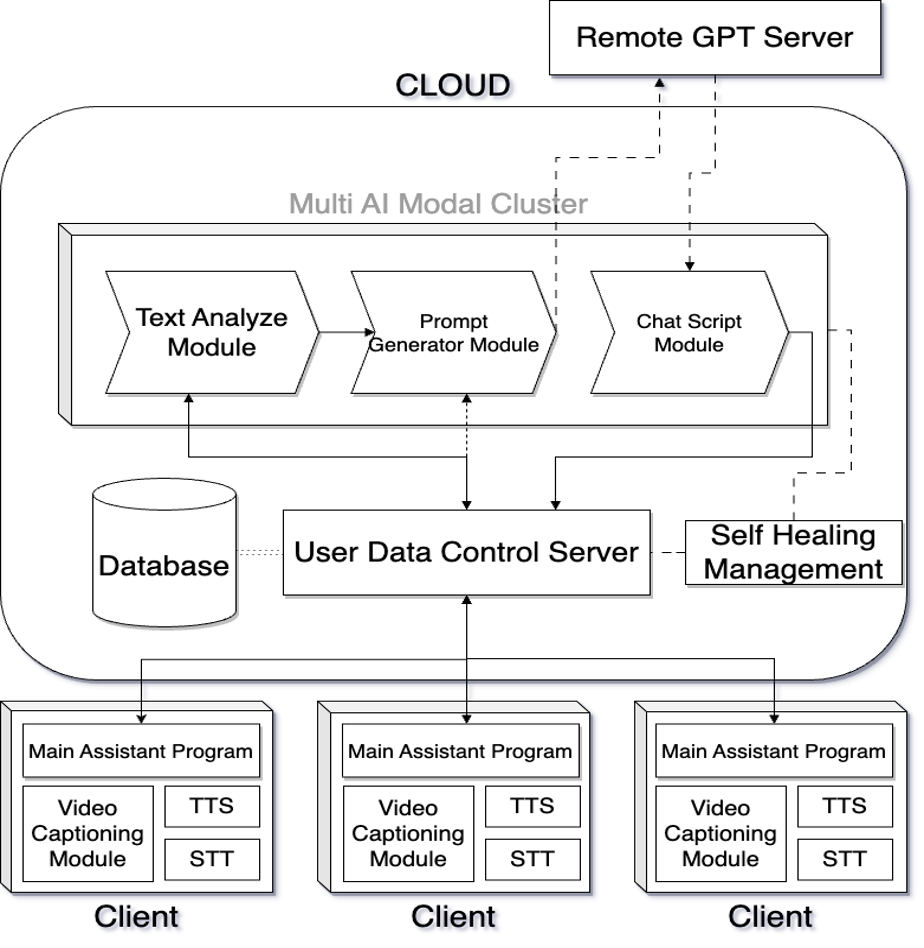 Remote GPT Server
CLOUD
Multi AI Modal Cluster
Text Analyze
Module
Prompt
Generator Module
Chat Script
Module
Database
User Data Control Server
Self Healing
Management
Main Assistant Program
Video
Captioning
Module
TTS
STT
Client
Main Assistant Program
Video
Captioning
Module
TTS
STT
Client
Main Assistant Program
Video
Captioning
Module
TTS
STT
Client